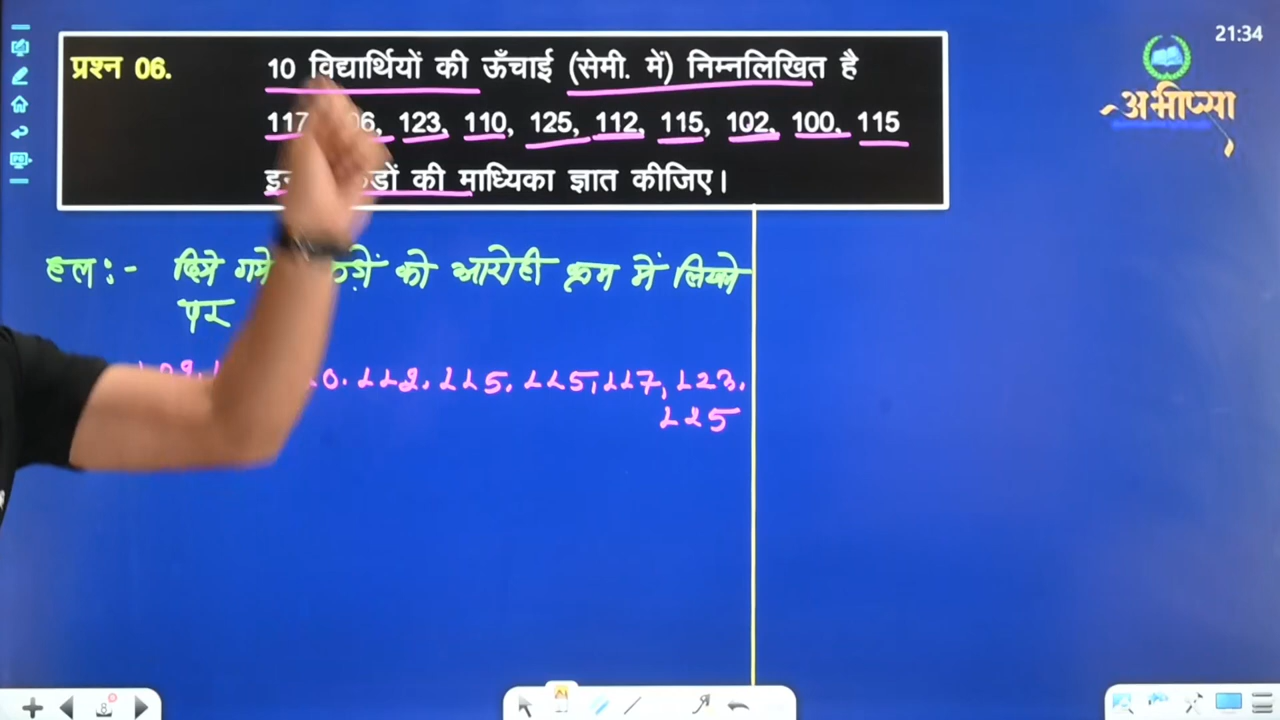 21:34
अभीप्सा
प्रश्न 06. 10 विद्यार्थियों की ऊँचाई (सेमी. में) निम्नलिखित है
123, 110, 125, 112, 115, 102, 100, 115
की माध्यिका ज्ञात कीजिए।
हल:- दिये को आरोही क्रम में लिखने
पर
112, 115, 115, 117, 123,
125
8